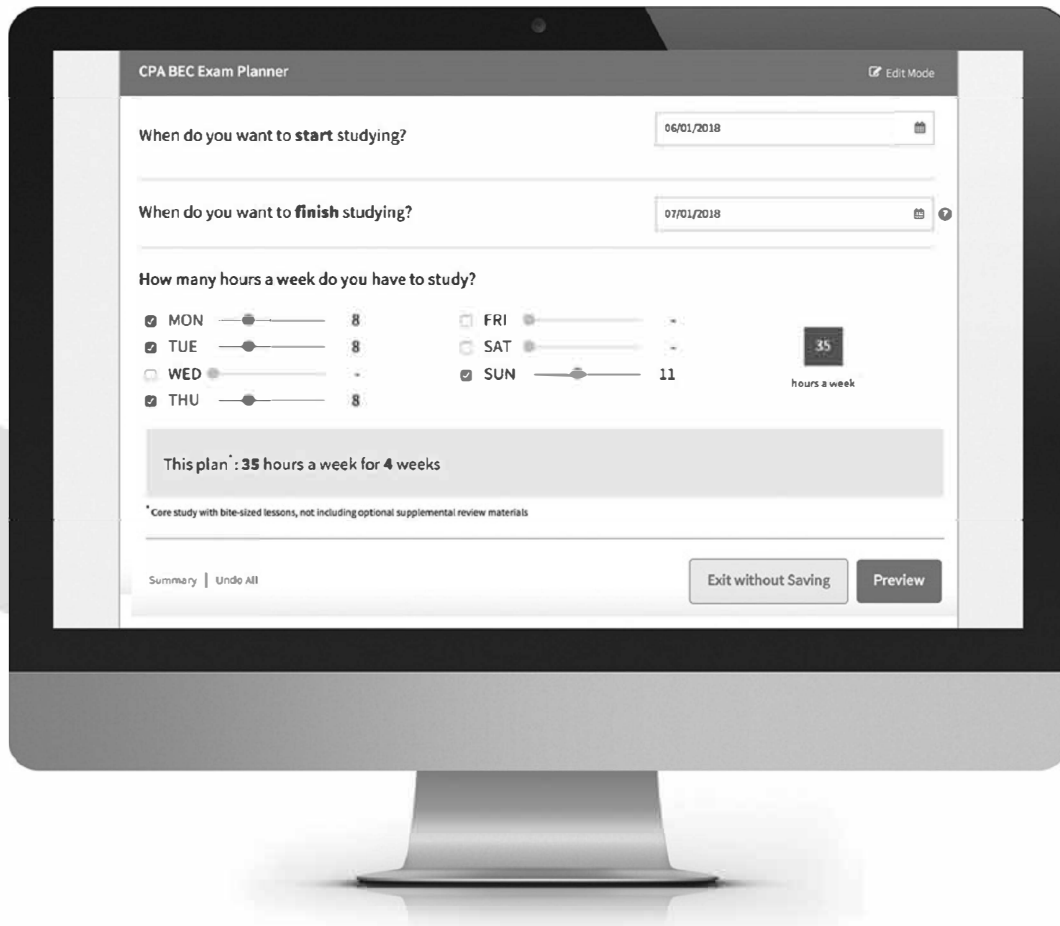 CPA BEC Exam Planner Edit Mode
When do you want to start studying? 06/01/2018
When do you want to finish studying? 07/01/2018 ?
How many hours a week do you have to study?
MON 8 FRI -
TUE 8 SAT - 35
WED - SUN 11 hours a week
THU 8
This plan*: 35 hours a week for 4 weeks
*Core study with bite-sized lessons, not including optional supplemental review materials
Summary | Undo All Exit without Saving Preview